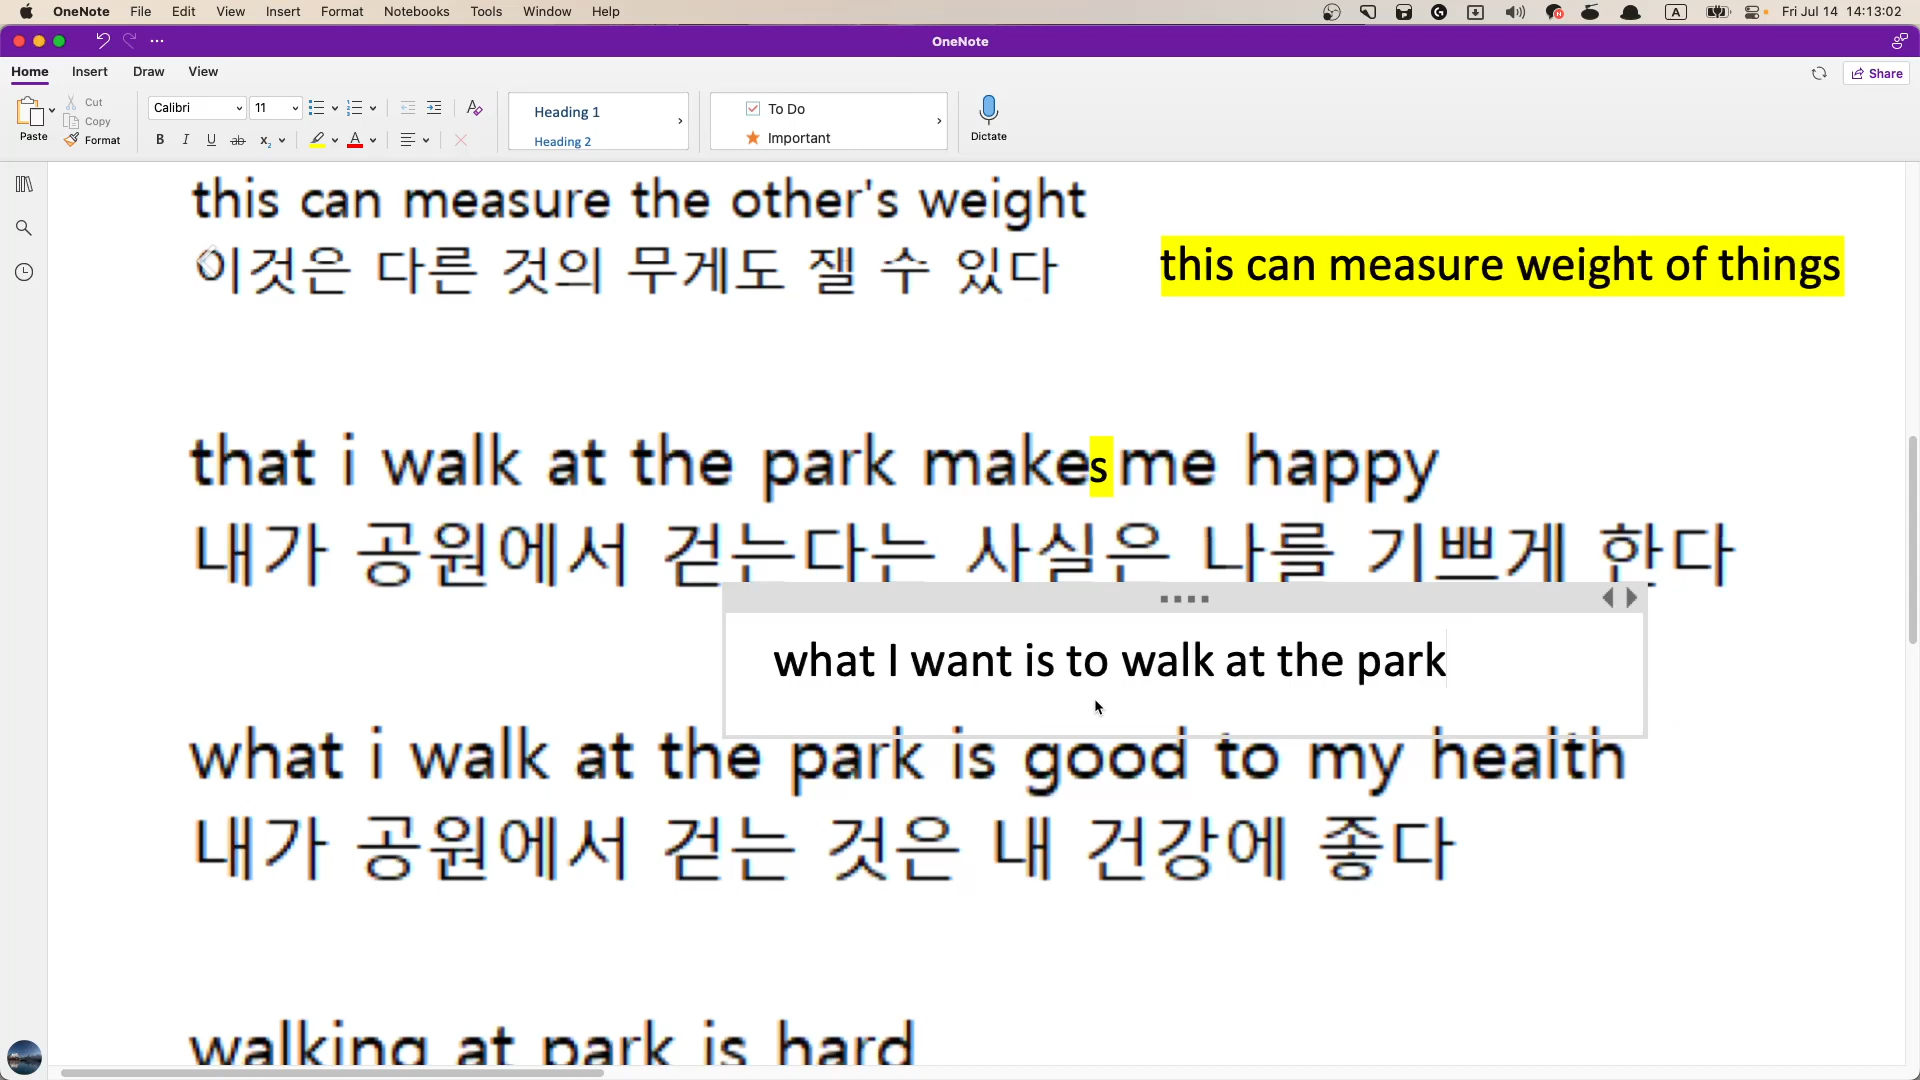 OneNote File Edit View Insert Format Notebooks Tools Window Help A Fri Jul 14 14:13:02
OneNote
Home Insert Draw View Share
Paste Cut Copy Format
Calibri 11
B I U ab x₂ A
Heading 1
Heading 2
To Do
Important
Dictate
this can measure the other's weight
이것은 다른 것의 무게도 잴 수 있다
this can measure weight of things
that i walk at the park makes me happy
내가 공원에서 걷는다는 사실은 나를 기쁘게 한다
what I want is to walk at the park
what i walk at the park is good to my health
내가 공원에서 걷는 것은 내 건강에 좋다
walking at park is hard